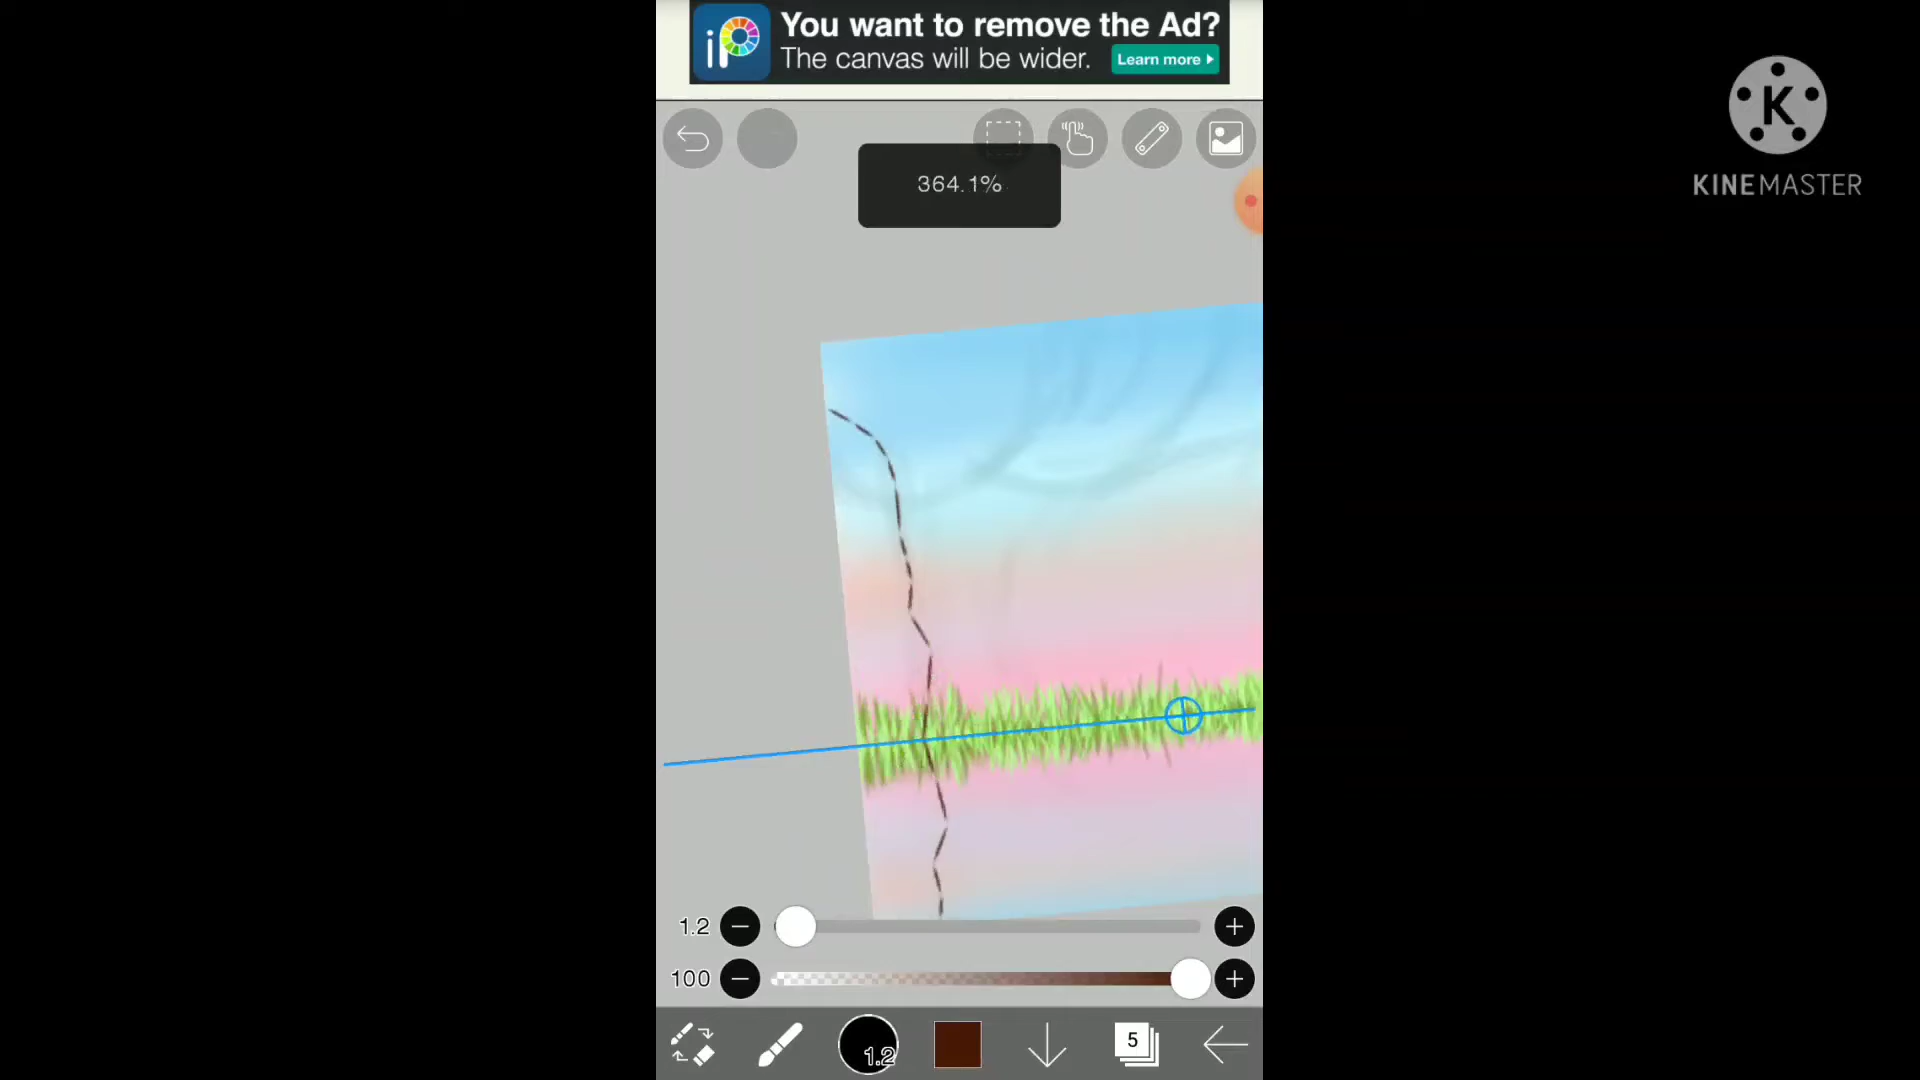 iP
You want to remove the Ad?
The canvas will be wider.
Learn more
364.1%
K
KINEMASTER
1.2
100
1.2
5